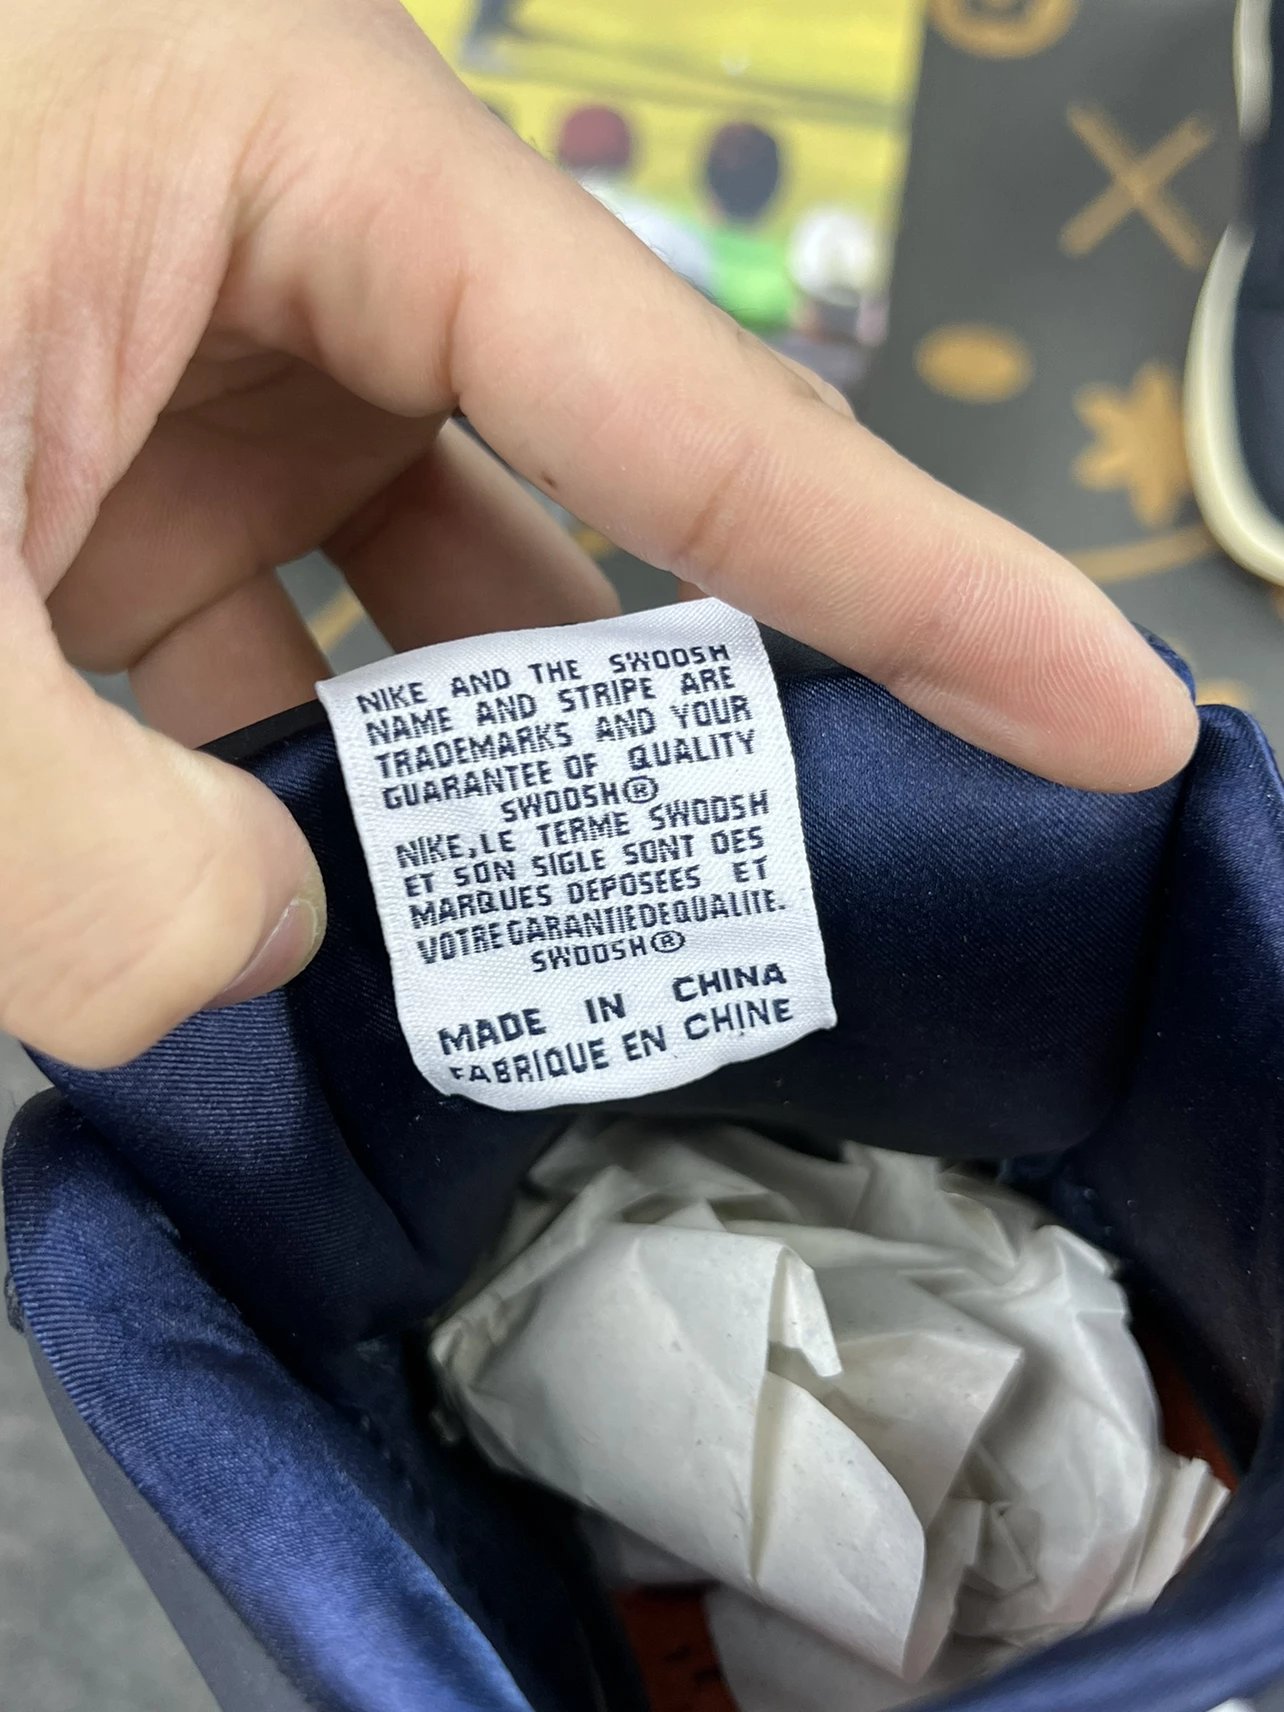 NIKE AND THE SWOOSH
NAME AND STRIPE ARE
TRADEMARKS AND YOUR
GUARANTEE OF QUALITY
SWOOSH®
NIKE, LE TERME SWOOSH
ET SON SIGLE SONT DES
MARQUES DEPOSEES ET
VOTRE GARANTIE DE QUALITE.
SWOOSH®
MADE IN CHINA
FABRIQUE EN CHINE